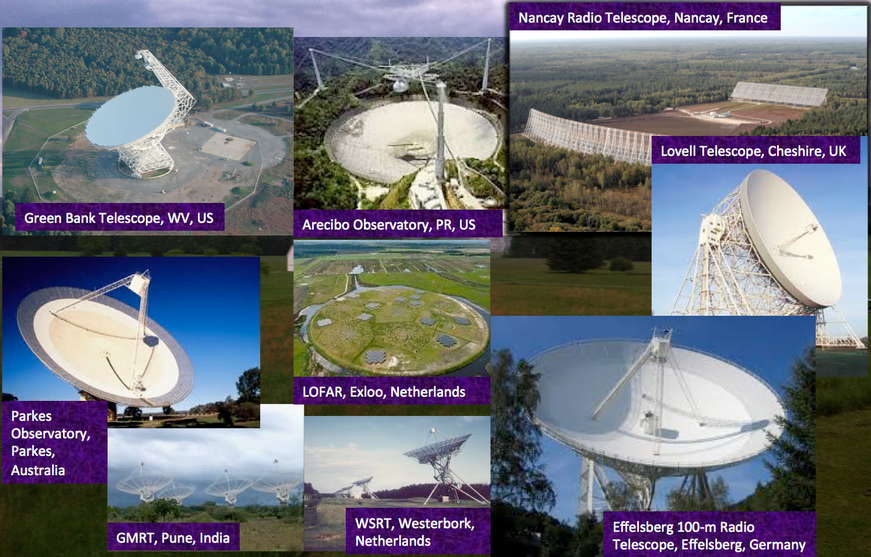 Nancay Radio Telescope, Nancay, France
Lovell Telescope, Cheshire, UK
Green Bank Telescope, WV, US
Arecibo Observatory, PR, US
LOFAR, Exloo, Netherlands
Parkes
Observatory,
Parkes,
Australia
GMRT, Pune, India
WSRT, Westerbork,
Netherlands
Effelsberg 100-m Radio
Telescope, Effelsberg, Germany